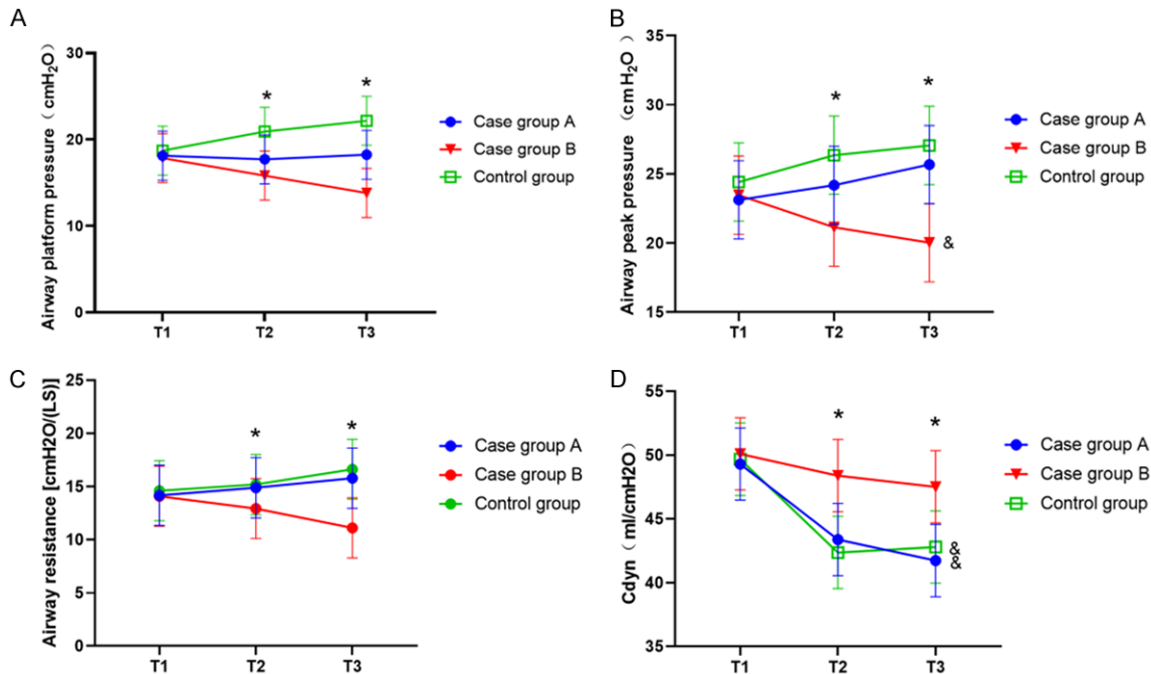 A
Airway platform pressure（cmH2O）
30
20
10
0
*
*
T1
T2
T3
Case group A
Case group B
Control group
B
Airway peak pressure（cm H2O）
35
30
25
20
15
*
*
&
T1
T2
T3
Case group A
Case group B
Control group
C
Airway resistance [cmH2O/(LS)]
25
20
15
10
5
0
*
*
T1
T2
T3
Case group A
Case group B
Control group
D
Cdyn（ml/cmH2O）
55
50
45
40
35
*
*
&
&
T1
T2
T3
Case group A
Case group B
Control group